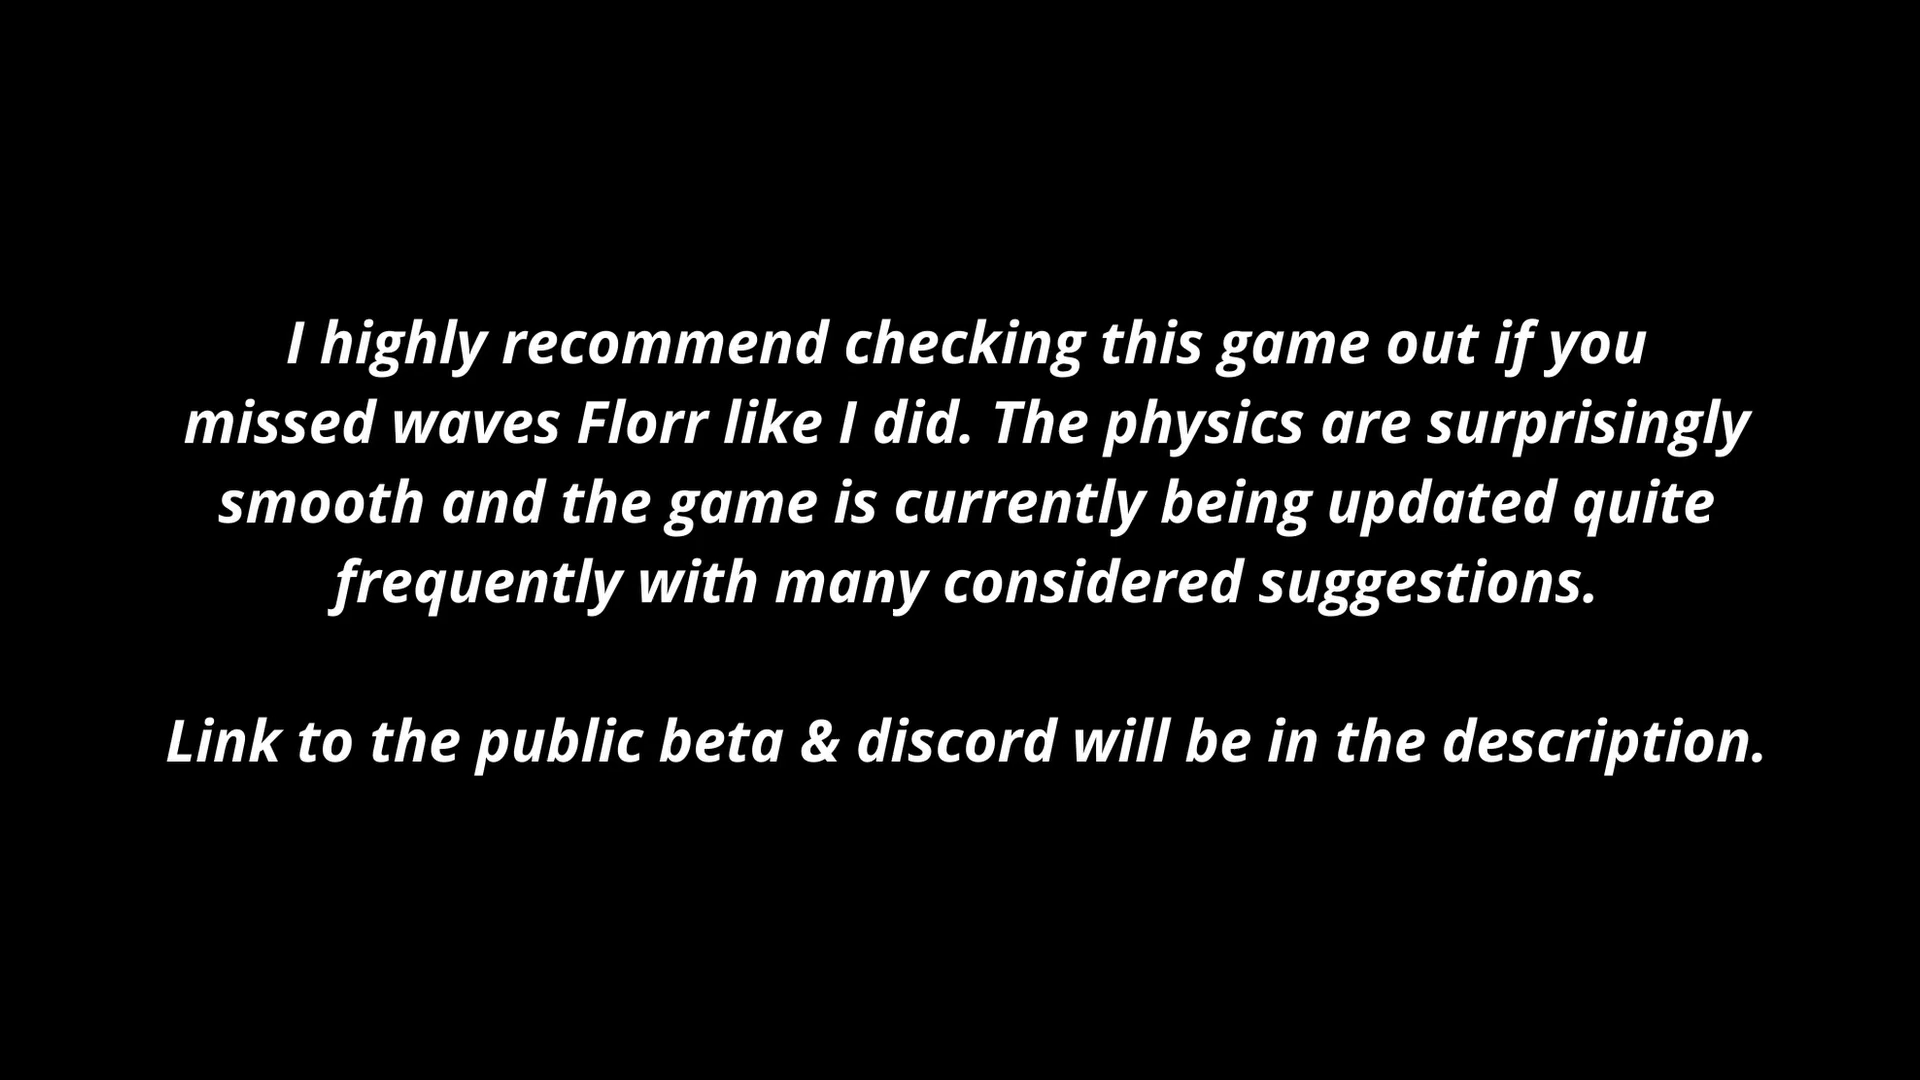 I highly recommend checking this game out if you
missed waves Florr like I did. The physics are surprisingly
smooth and the game is currently being updated quite
frequently with many considered suggestions.
Link to the public beta & discord will be in the description.